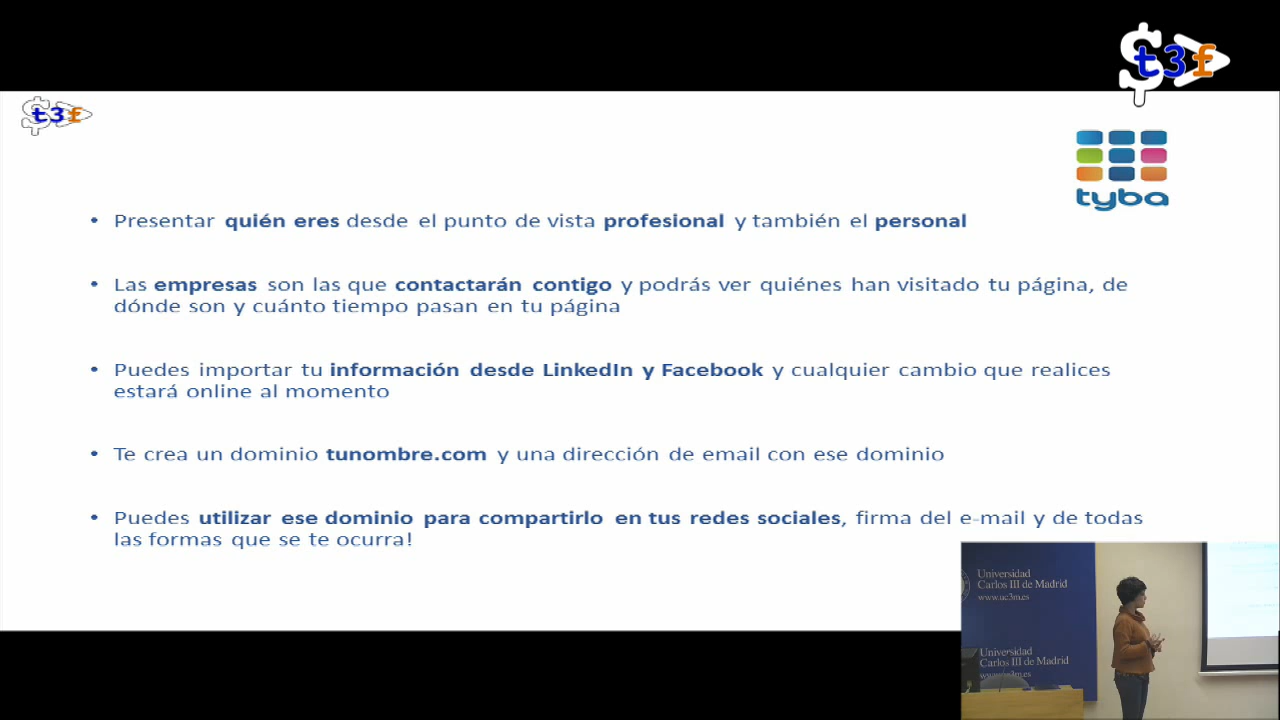 t3f
t3f
tyba
• Presentar quién eres desde el punto de vista profesional y también el personal
• Las empresas son las que contactarán contigo y podrás ver quiénes han visitado tu página, de
dónde son y cuánto tiempo pasan en tu página
• Puedes importar tu información desde LinkedIn y Facebook y cualquier cambio que realices
estará online al momento
• Te crea un dominio tunombre.com y una dirección de email con ese dominio
• Puedes utilizar ese dominio para compartirlo en tus redes sociales, firma del e-mail y de todas
las formas que se te ocurra!
Universidad
Carlos III de Madrid
www.uc3m.es
Universidad
Carlos III de Madrid
www.uc3m.es